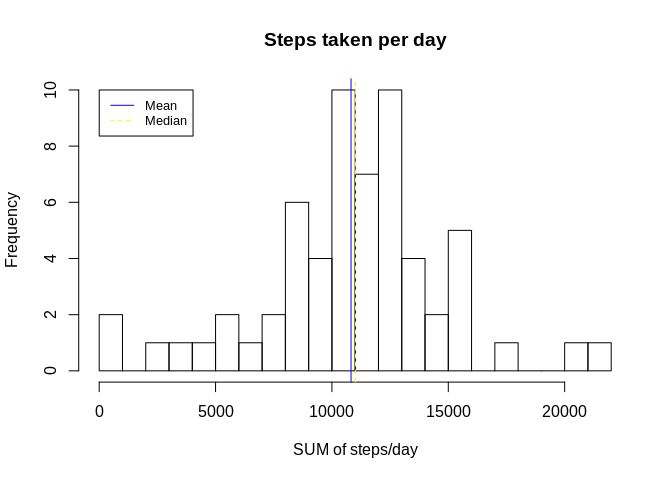 Steps taken per day
Mean
Median
Frequency
0
2
4
6
8
10
0 5000 10000 15000 20000
SUM of steps/day